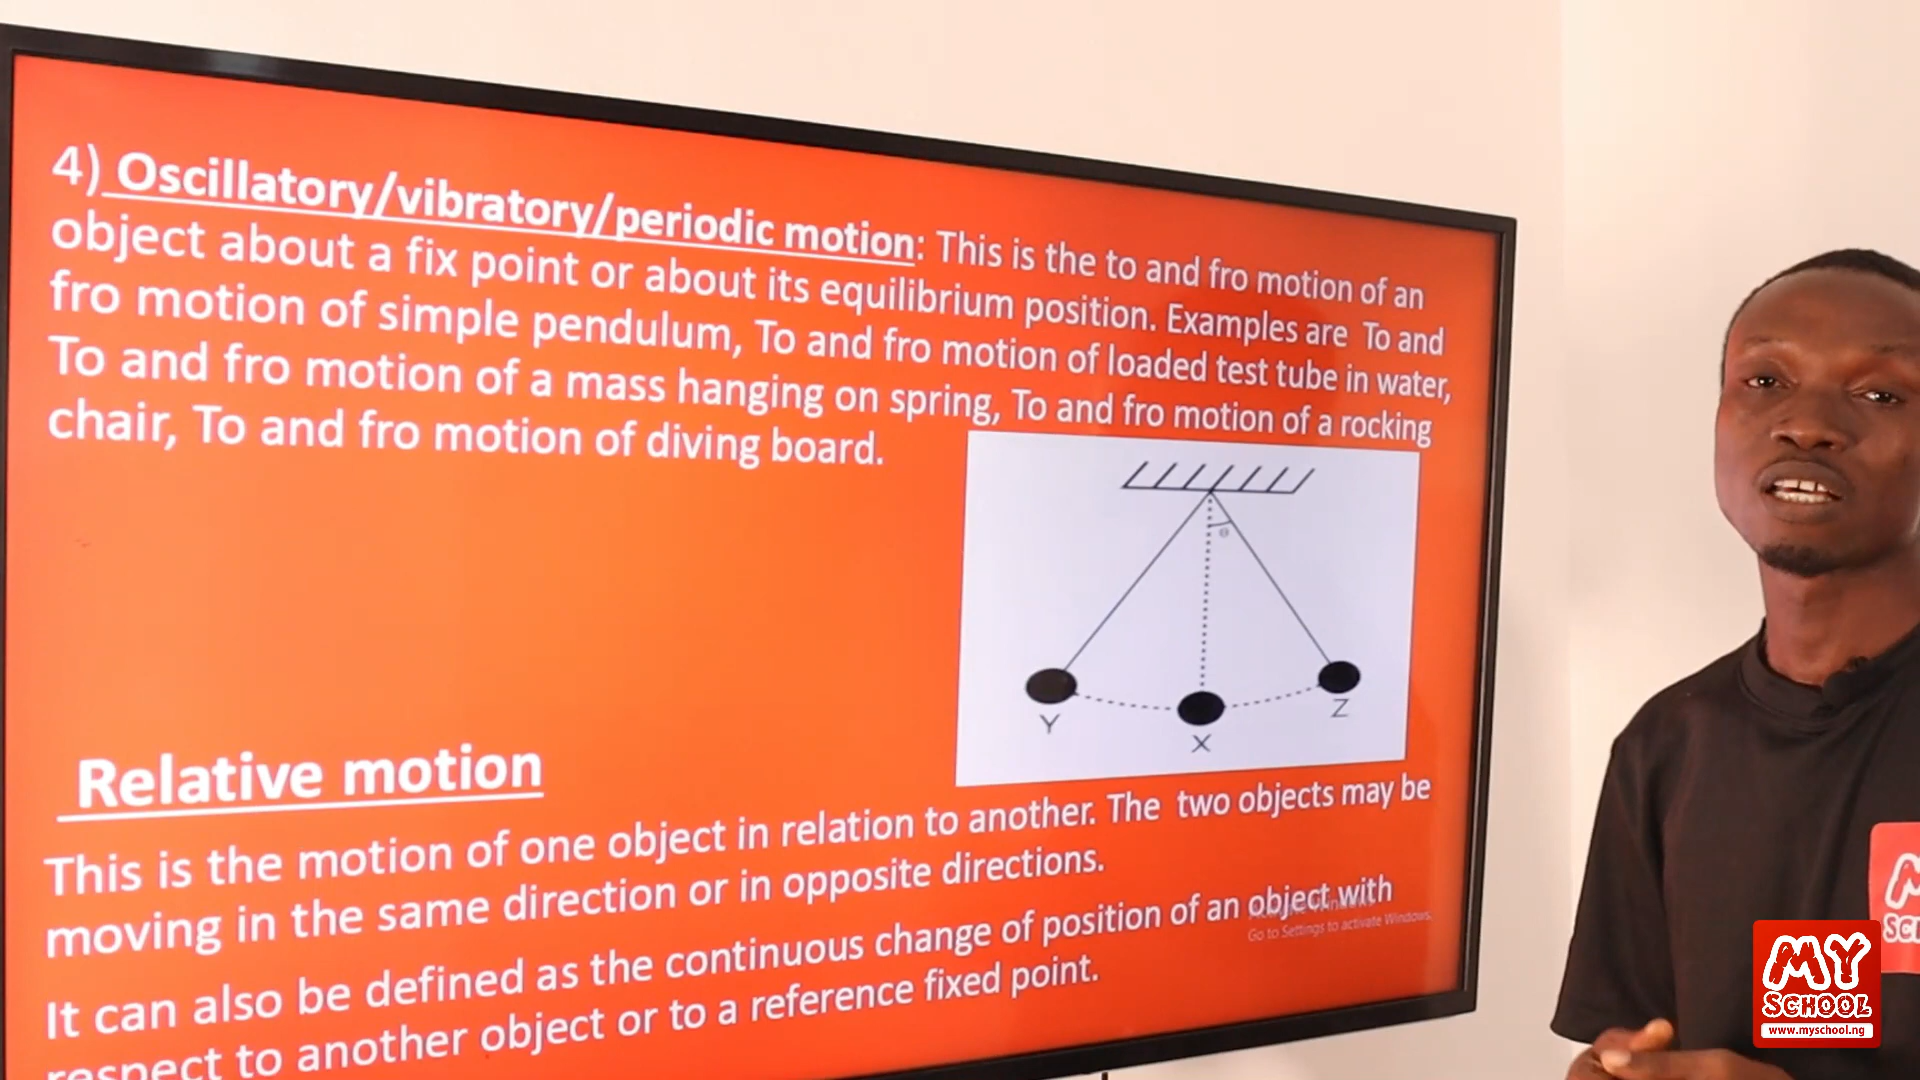 4) Oscillatory/vibratory/periodic motion: This is the to and fro motion of an
object about a fix point or about its equilibrium position. Examples are To and
fro motion of simple pendulum, To and fro motion of loaded test tube in water,
To and fro motion of a mass hanging on spring, To and fro motion of a rocking
chair, To and fro motion of diving board.
θ
Y
X
Z
Relative motion
This is the motion of one object in relation to another. The two objects may be
moving in the same direction or in opposite directions.
It can also be defined as the continuous change of position of an object with
respect to another object or to a reference fixed point.
Go to Settings to activate Windows.
MY
SCHOOL
www.myschool.ng